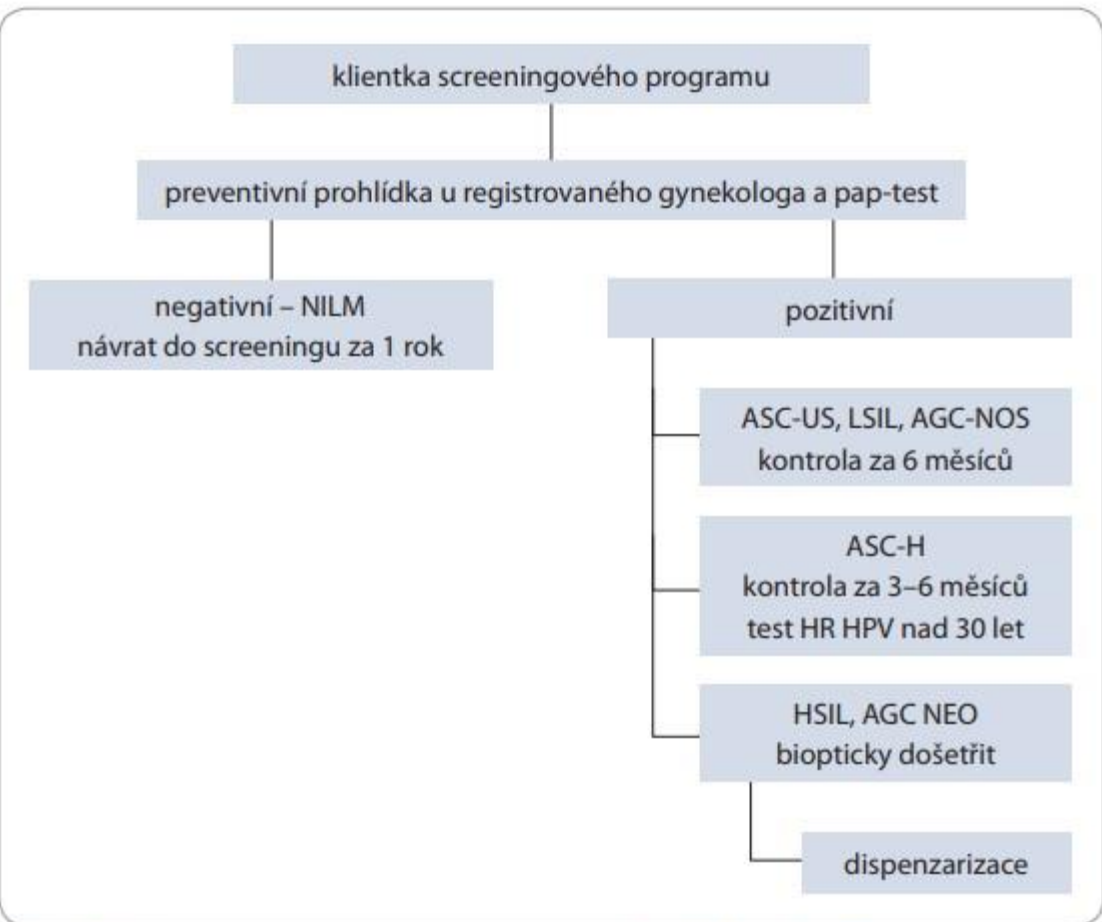 klientka screeningového programu
preventivní prohlídka u registrovaného gynekologa a pap-test
negativní – NILM
návrat do screeningu za 1 rok
pozitivní
ASC-US, LSIL, AGC-NOS
kontrola za 6 měsíců
ASC-H
kontrola za 3–6 měsíců
test HR HPV nad 30 let
HSIL, AGC NEO
biopticky došetřit
dispenzarizace